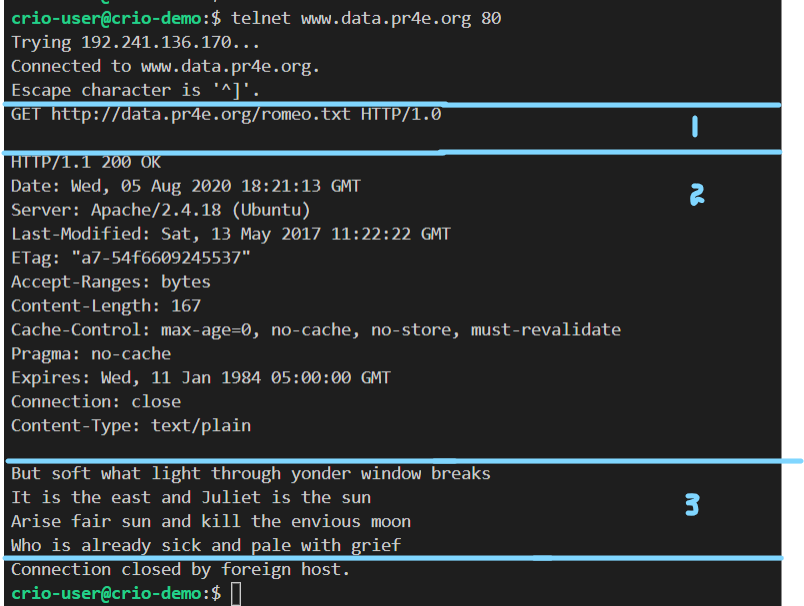 crio-user@crio-demo:$ telnet www.data.pr4e.org 80
Trying 192.241.136.170...
Connected to www.data.pr4e.org.
Escape character is '^]'.
GET http://data.pr4e.org/romeo.txt HTTP/1.0
1
HTTP/1.1 200 OK
Date: Wed, 05 Aug 2020 18:21:13 GMT
2
Server: Apache/2.4.18 (Ubuntu)
Last-Modified: Sat, 13 May 2017 11:22:22 GMT
ETag: "a7-54f6609245537"
Accept-Ranges: bytes
Content-Length: 167
Cache-Control: max-age=0, no-cache, no-store, must-revalidate
Pragma: no-cache
Expires: Wed, 11 Jan 1984 05:00:00 GMT
Connection: close
Content-Type: text/plain
But soft what light through yonder window breaks
It is the east and Juliet is the sun
3
Arise fair sun and kill the envious moon
Who is already sick and pale with grief
Connection closed by foreign host.
crio-user@crio-demo:$